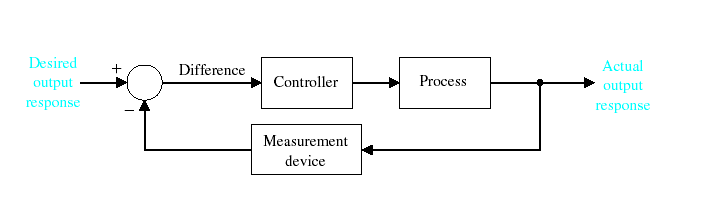 Desired
output
response
+
−
Difference
Controller
Process
Actual
output
response
Measurement
device